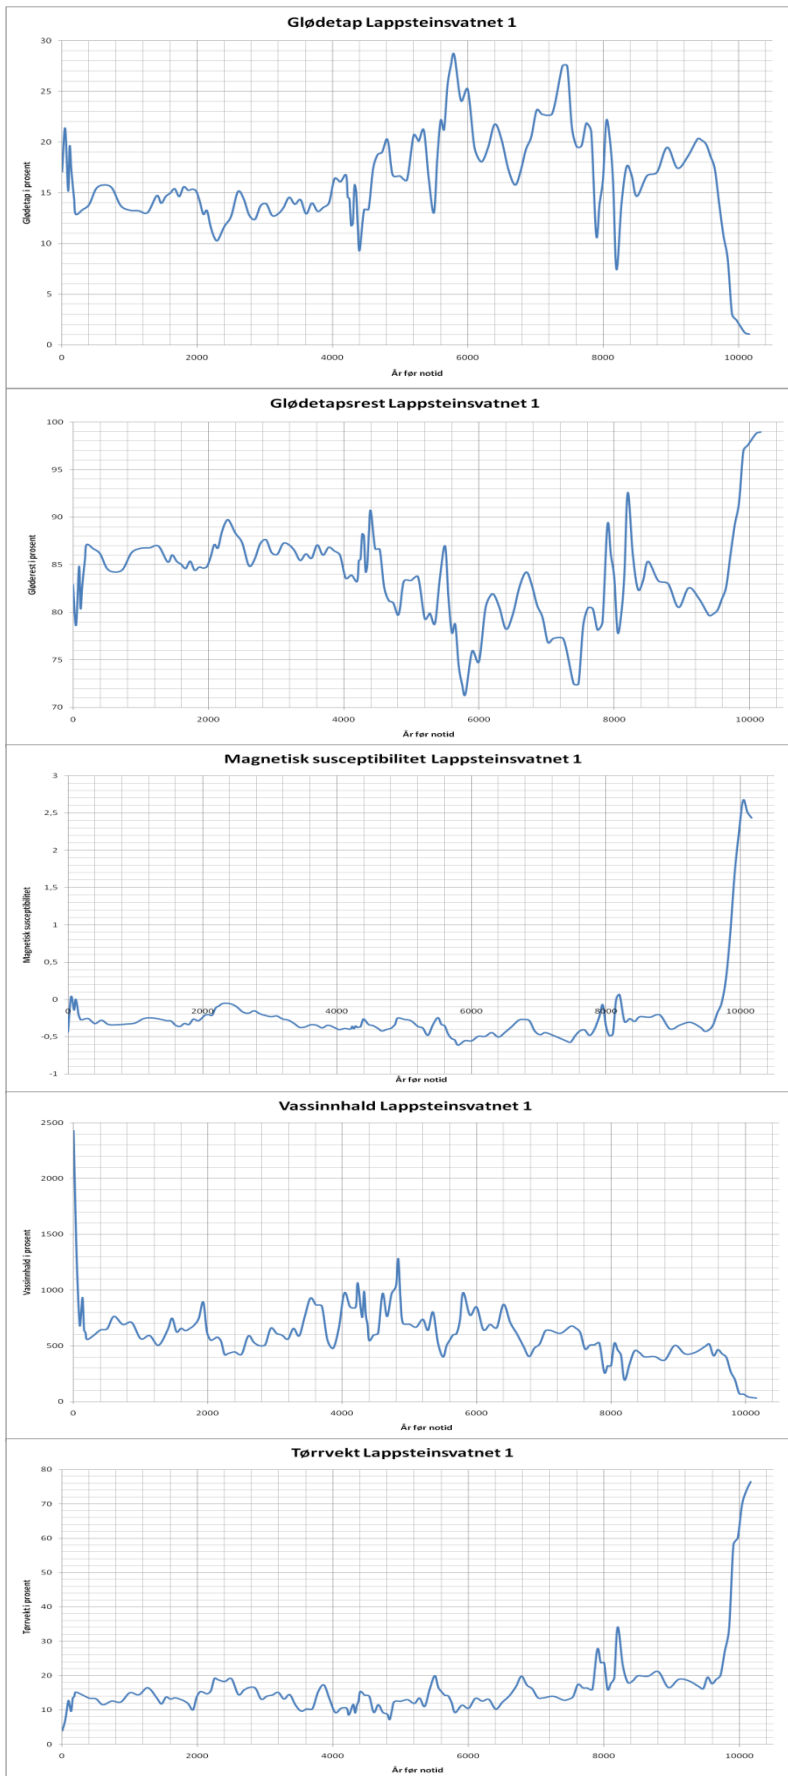 Glødetap Lappsteinsvatnet 1
30
25
20
15
10
5
0
Glødetap i prosent
0 2000 4000 6000 8000 10000
År før notid
Glødetapsrest Lappsteinsvatnet 1
100
95
90
85
80
75
70
Gløderest i prosent
0 2000 4000 6000 8000 10000
År før notid
Magnetisk susceptibilitet Lappsteinsvatnet 1
3
2,5
2
1,5
1
0,5
0
-0,5
-1
Magnetisk susceptibilitet
0 2000 4000 6000 8000 10000
År før notid
Vassinnhald Lappsteinsvatnet 1
2500
2000
1500
1000
500
0
Vassinnhald i prosent
0 2000 4000 6000 8000 10000
År før notid
Tørrvekt Lappsteinsvatnet 1
80
70
60
50
40
30
20
10
0
Tørrvekt i prosent
0 2000 4000 6000 8000 10000
År før notid